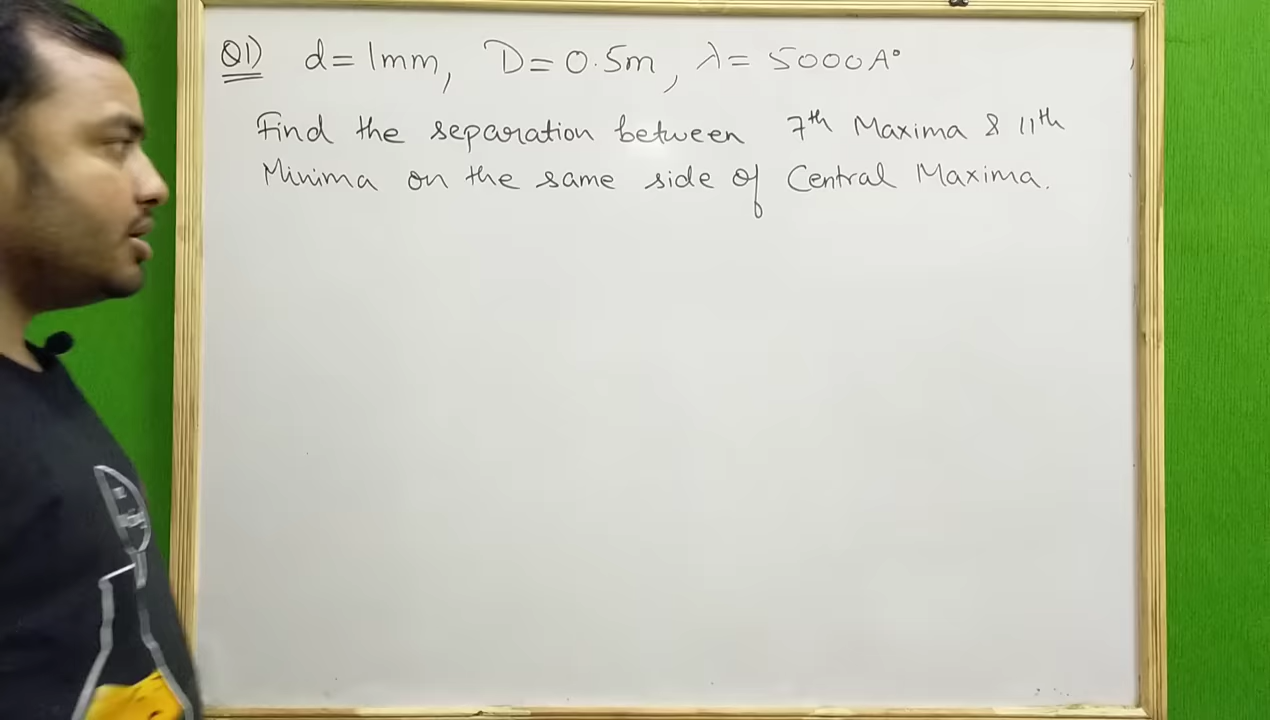 Q1) d = 1mm, D = 0.5m, λ = 5000A°
Find the separation between 7th Maxima & 11th
Minima on the same side of Central Maxima.